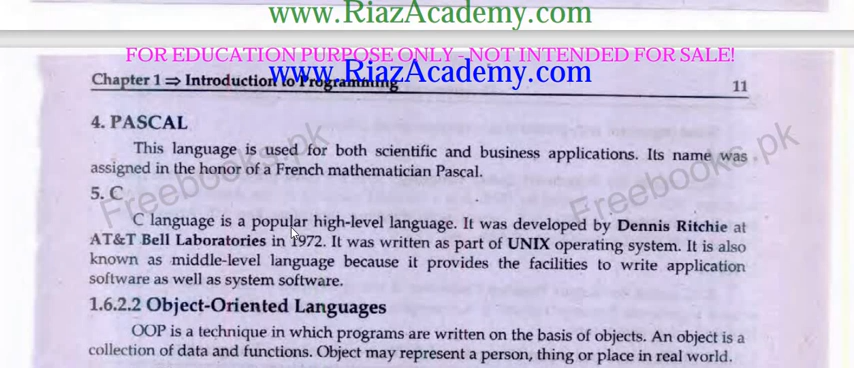 www.RiazAcademy.com
FOR EDUCATION PURPOSE ONLY - NOT INTENDED FOR SALE!
www.RiazAcademy.com
Chapter 1 ⇒ Introduction to Programming 11
4. PASCAL
This language is used for both scientific and business applications. Its name was
assigned in the honor of a French mathematician Pascal.
Freebooks.pk
Freebooks.pk
5. C
C language is a popular high-level language. It was developed by Dennis Ritchie at
AT&T Bell Laboratories in 1972. It was written as part of UNIX operating system. It is also
known as middle-level language because it provides the facilities to write application
software as well as system software.
1.6.2.2 Object-Oriented Languages
OOP is a technique in which programs are written on the basis of objects. An object is a
collection of data and functions. Object may represent a person, thing or place in real world.